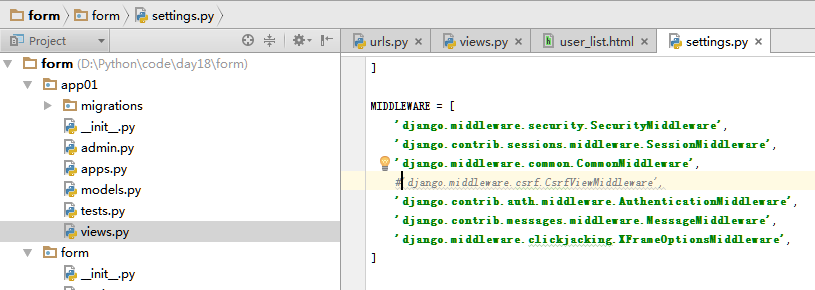 form form settings.py
Project
urls.py views.py user_list.html settings.py
form (D:\Python\code\day18\form)
app01
migrations
__init__.py
admin.py
apps.py
models.py
tests.py
views.py
form
__init__.py
]
MIDDLEWARE = [
'django.middleware.security.SecurityMiddleware',
'django.contrib.sessions.middleware.SessionMiddleware',
'django.middleware.common.CommonMiddleware',
#'django.middleware.csrf.CsrfViewMiddleware',
'django.contrib.auth.middleware.AuthenticationMiddleware',
'django.contrib.messages.middleware.MessageMiddleware',
'django.middleware.clickjacking.XFrameOptionsMiddleware',
]